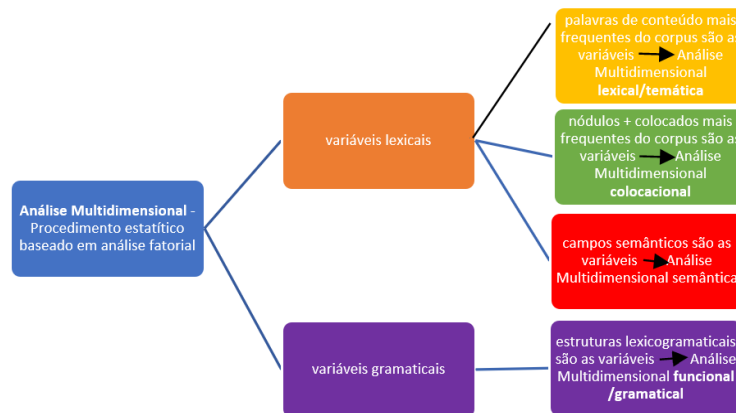 Análise Multidimensional -
Procedimento estatítico
baseado em análise fatorial
variáveis lexicais
variáveis gramaticais
palavras de conteúdo mais
frequentes do corpus são as
variáveis Análise
Multidimensional
lexical/temática
nódulos + colocados mais
frequentes do corpus são as
variáveis Análise
Multidimensional
colocacional
campos semânticos são as
variáveis Análise
Multidimensional semântica
estruturas lexicogramaticais
são as variáveis Análise
Multidimensional funcional
/gramatical